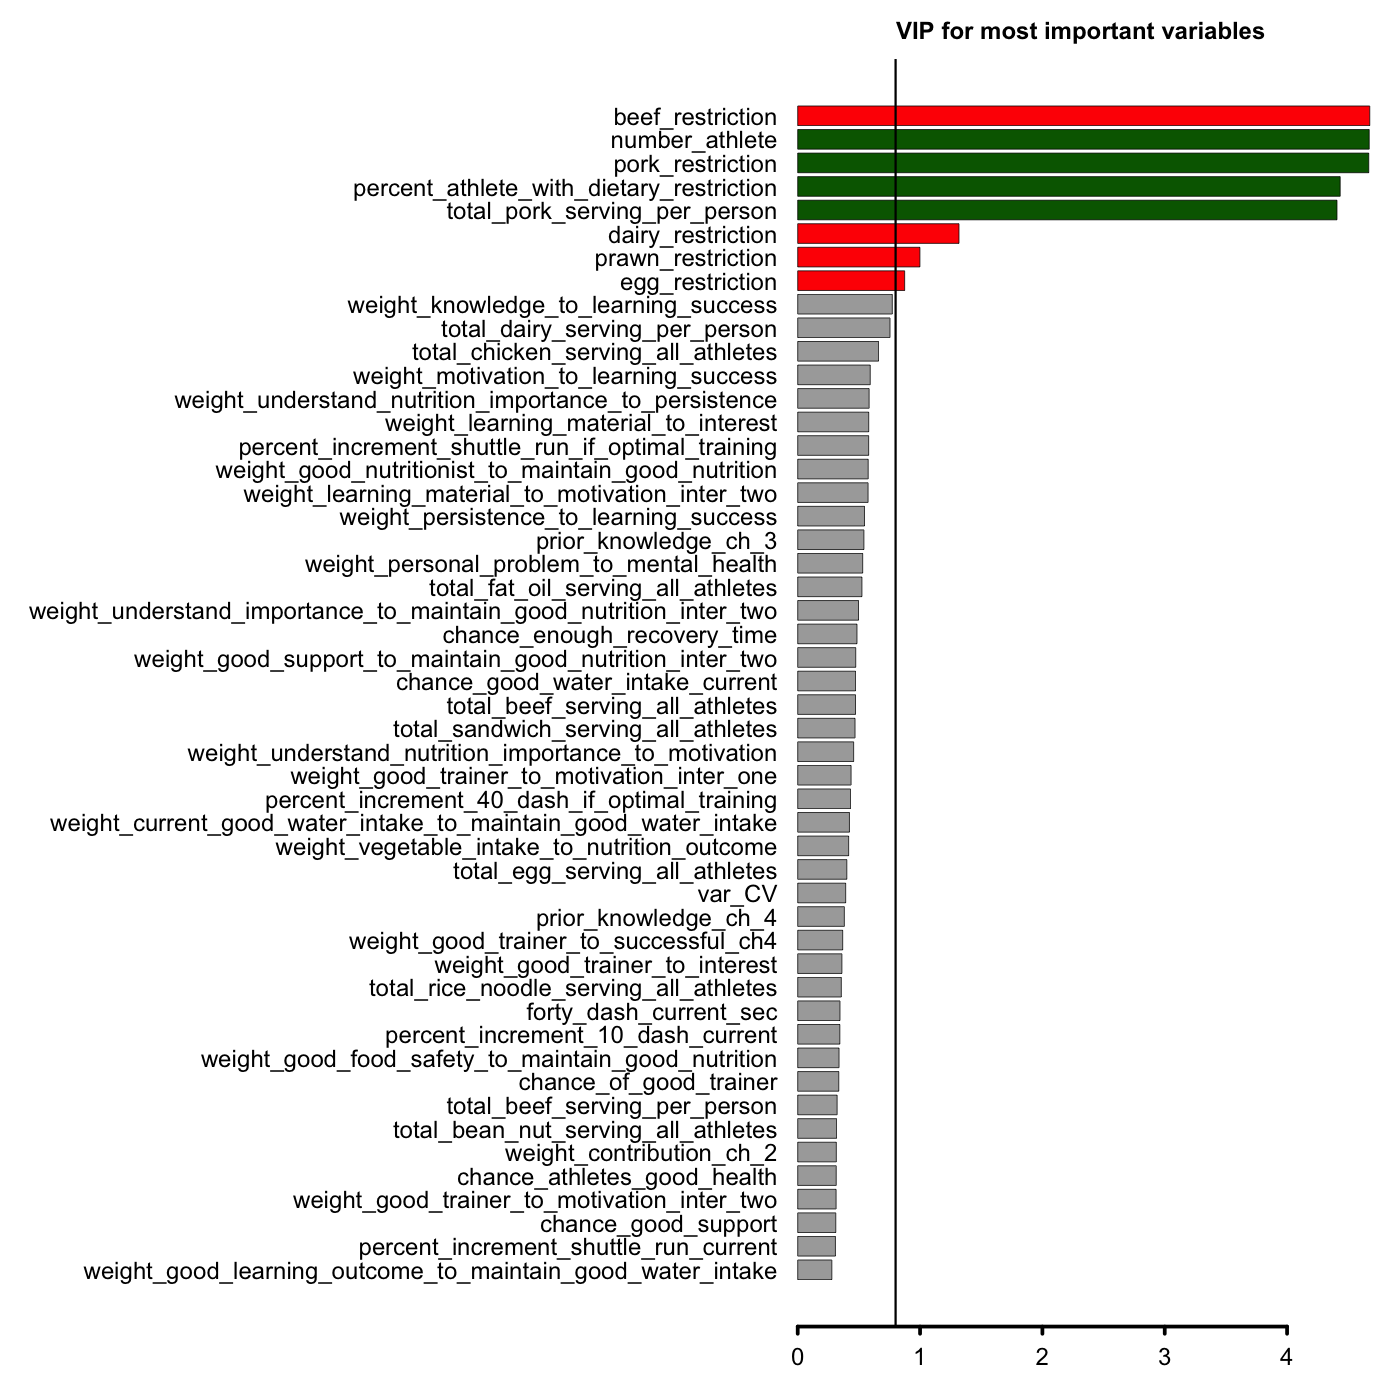 VIP for most important variables
beef_restriction
number_athlete
pork_restriction
percent_athlete_with_dietary_restriction
total_pork_serving_per_person
dairy_restriction
prawn_restriction
egg_restriction
weight_knowledge_to_learning_success
total_dairy_serving_per_person
total_chicken_serving_all_athletes
weight_motivation_to_learning_success
weight_understand_nutrition_importance_to_persistence
weight_learning_material_to_interest
percent_increment_shuttle_run_if_optimal_training
weight_good_nutritionist_to_maintain_good_nutrition
weight_learning_material_to_motivation_inter_two
weight_persistence_to_learning_success
prior_knowledge_ch_3
weight_personal_problem_to_mental_health
total_fat_oil_serving_all_athletes
weight_understand_importance_to_maintain_good_nutrition_inter_two
chance_enough_recovery_time
weight_good_support_to_maintain_good_nutrition_inter_two
chance_good_water_intake_current
total_beef_serving_all_athletes
total_sandwich_serving_all_athletes
weight_understand_nutrition_importance_to_motivation
weight_good_trainer_to_motivation_inter_one
percent_increment_40_dash_if_optimal_training
weight_current_good_water_intake_to_maintain_good_water_intake
weight_vegetable_intake_to_nutrition_outcome
total_egg_serving_all_athletes
var_CV
prior_knowledge_ch_4
weight_good_trainer_to_successful_ch4
weight_good_trainer_to_interest
total_rice_noodle_serving_all_athletes
forty_dash_current_sec
percent_increment_10_dash_current
weight_good_food_safety_to_maintain_good_nutrition
chance_of_good_trainer
total_beef_serving_per_person
total_bean_nut_serving_all_athletes
weight_contribution_ch_2
chance_athletes_good_health
weight_good_trainer_to_motivation_inter_two
chance_good_support
percent_increment_shuttle_run_current
weight_good_learning_outcome_to_maintain_good_water_intake
0 1 2 3 4